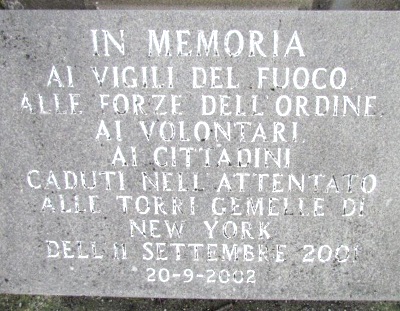 IN MEMORIA
AI VIGILI DEL FUOCO
ALLE FORZE DELL'ORDINE
AI VOLONTARI
AI CITTADINI
CADUTI NELL'ATTENTATO
ALLE TORRI GEMELLE DI
NEW YORK
DELL'11 SETTEMBRE 2001
20-9-2002